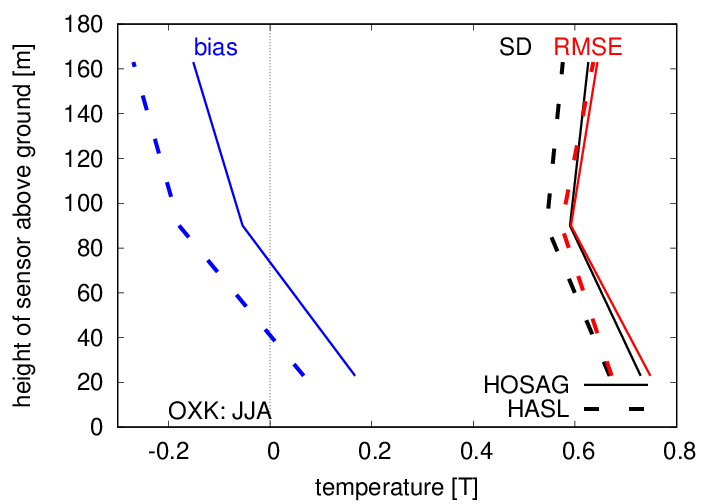 180
160
140
120
100
80
60
40
20
0
height of sensor above ground [m]
bias
SD
RMSE
HOSAG
HASL
OXK: JJA
-0.2
0
0.2
0.4
0.6
0.8
temperature [T]